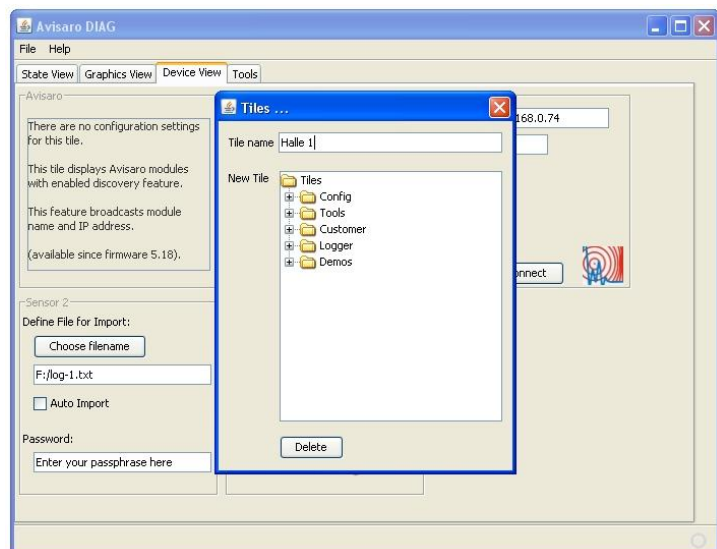 Avisaro DIAG
File Help
State View Graphics View Device View Tools
Avisaro
There are no configuration settings
for this tile.
This tile displays Avisaro modules
with enabled discovery feature.
This feature broadcasts module
name and IP address.
(available since firmware 5.18).
Tiles ...
Tile name Halle 1
New Tile Tiles
Config
Tools
Customer
Logger
Demos
Delete
168.0.74
onnect
Sensor 2
Define File for Import:
Choose filename
F:/log-1.txt
Auto Import
Password:
Enter your passphrase here